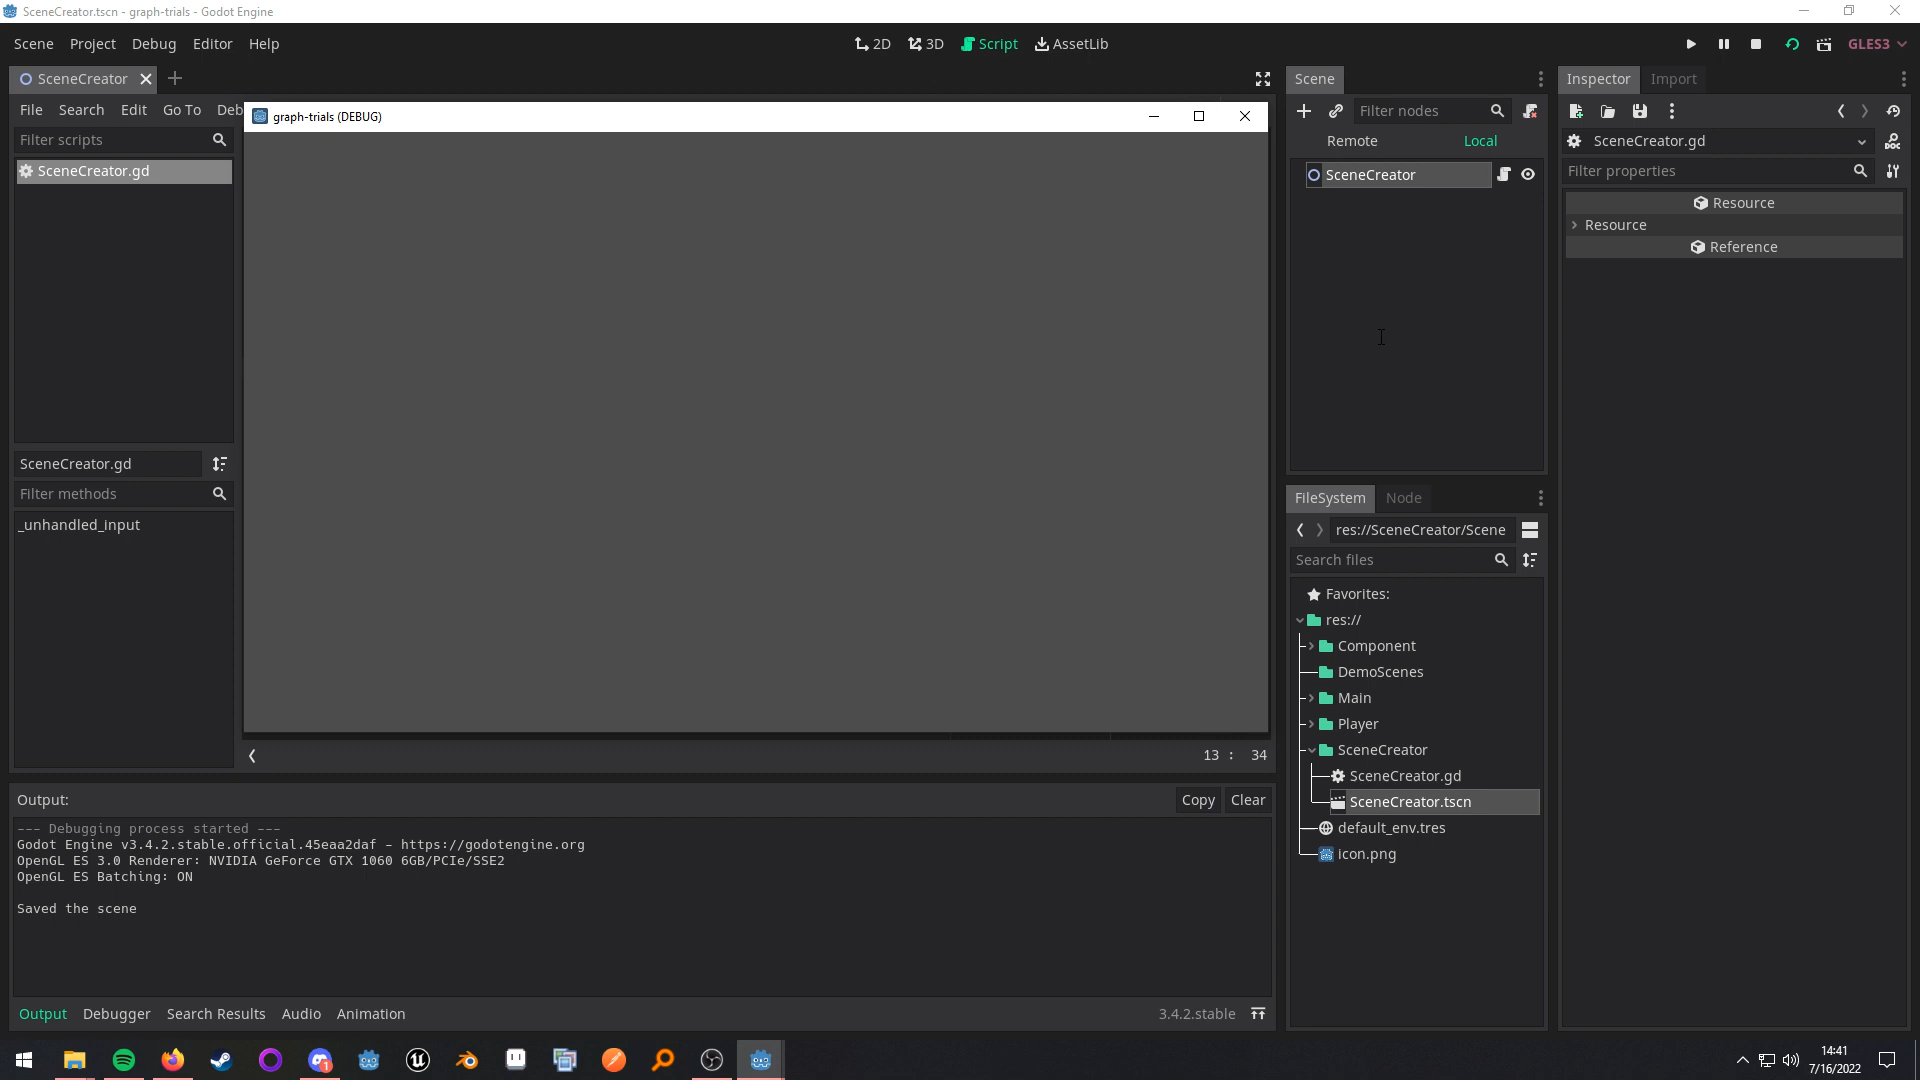 SceneCreator.tscn - graph-trials - Godot Engine
Scene Project Debug Editor Help
2D 3D Script AssetLib
GLES3
SceneCreator
File Search Edit Go To Deb
Filter scripts
SceneCreator.gd
SceneCreator.gd
Filter methods
_unhandled_input
graph-trials (DEBUG)
13 : 34
Output:
Copy Clear
--- Debugging process started ---
Godot Engine v3.4.2.stable.official.45eaa2daf - https://godotengine.org
OpenGL ES 3.0 Renderer: NVIDIA GeForce GTX 1060 6GB/PCIe/SSE2
OpenGL ES Batching: ON
Saved the scene
Output Debugger Search Results Audio Animation
3.4.2.stable
Scene
Filter nodes
Remote Local
SceneCreator
FileSystem Node
res://SceneCreator/Scene
Search files
Favorites:
res://
Component
DemoScenes
Main
Player
SceneCreator
SceneCreator.gd
SceneCreator.tscn
default_env.tres
icon.png
Inspector Import
SceneCreator.gd
DOC
Filter properties
Resource
Resource
Reference
1
14:41
7/16/2022